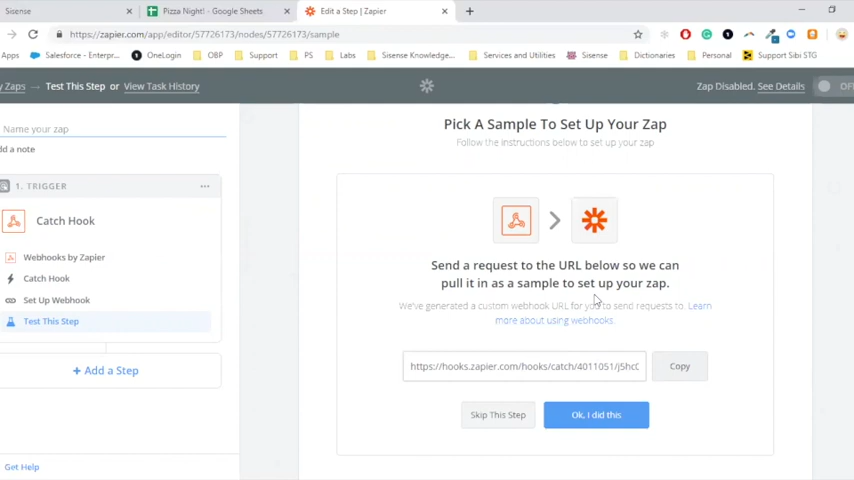 Sisense
Pizza Night! - Google Sheets
Edit a Step | Zapier
https://zapier.com/app/editor/57726173/nodes/57726173/sample
Apps
Salesforce - Enterpr...
OneLogin
OBP
Support
PS
Labs
Sisense Knowledge...
Services and Utilities
Sisense
Dictionaries
Personal
Support Sibi STG
y Zaps → Test This Step or View Task History
Zap Disabled. See Details
OFF
Name your zap
dd a note
1. TRIGGER
Catch Hook
Webhooks by Zapier
Catch Hook
Set Up Webhook
Test This Step
+ Add a Step
Get Help
Pick A Sample To Set Up Your Zap
Follow the instructions below to set up your zap
Send a request to the URL below so we can
pull it in as a sample to set up your zap.
We've generated a custom webhook URL for you to send requests to. Learn
more about using webhooks.
https://hooks.zapier.com/hooks/catch/4011051/j5hc0
Copy
Skip This Step
Ok, I did this